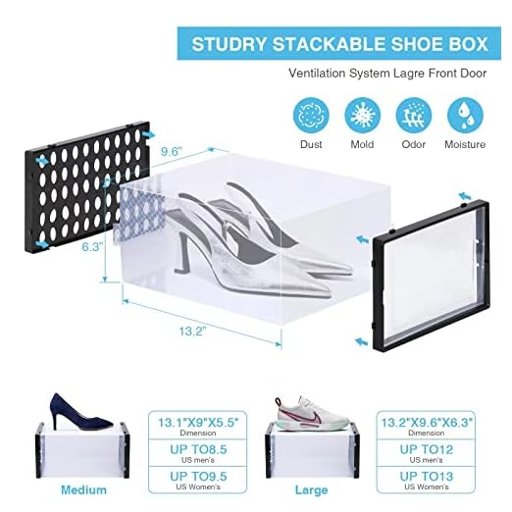 STUDRY STACKABLE SHOE BOX
Ventilation System Lagre Front Door
Dust Mold Odor Moisture
9.6"
6.3"
13.2"
13.1"X9"X5.5"
Dimension
UP TO8.5
US men's
UP TO9.5
US Women's
Medium
13.2"X9.6"X6.3"
Dimension
UP TO12
US men's
UP TO13
US Women's
Large